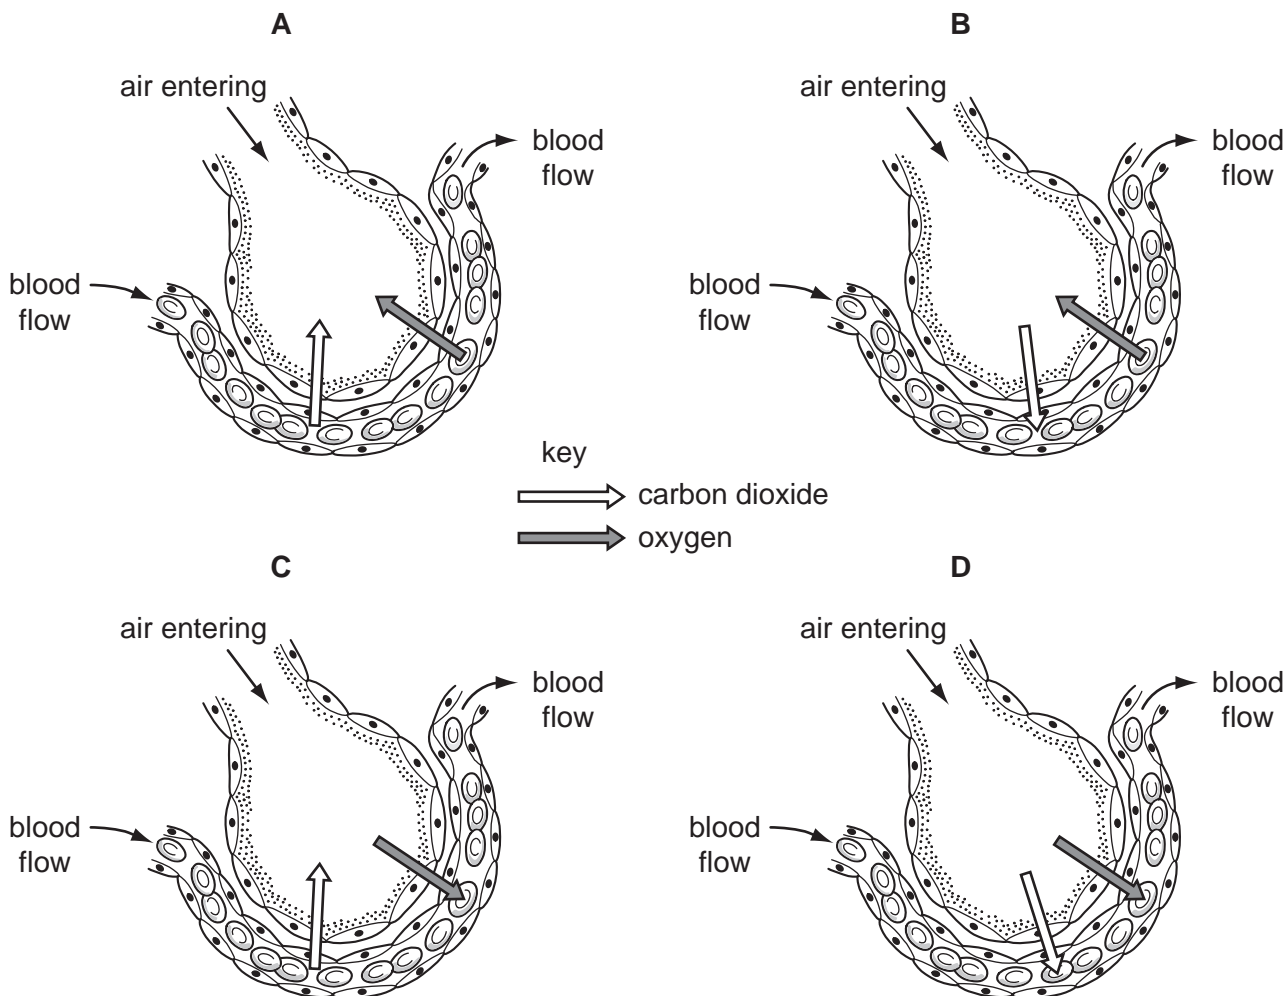 A
air entering
blood
flow
blood
flow
B
air entering
blood
flow
blood
flow
key
carbon dioxide
oxygen
C
air entering
blood
flow
blood
flow
D
air entering
blood
flow
blood
flow